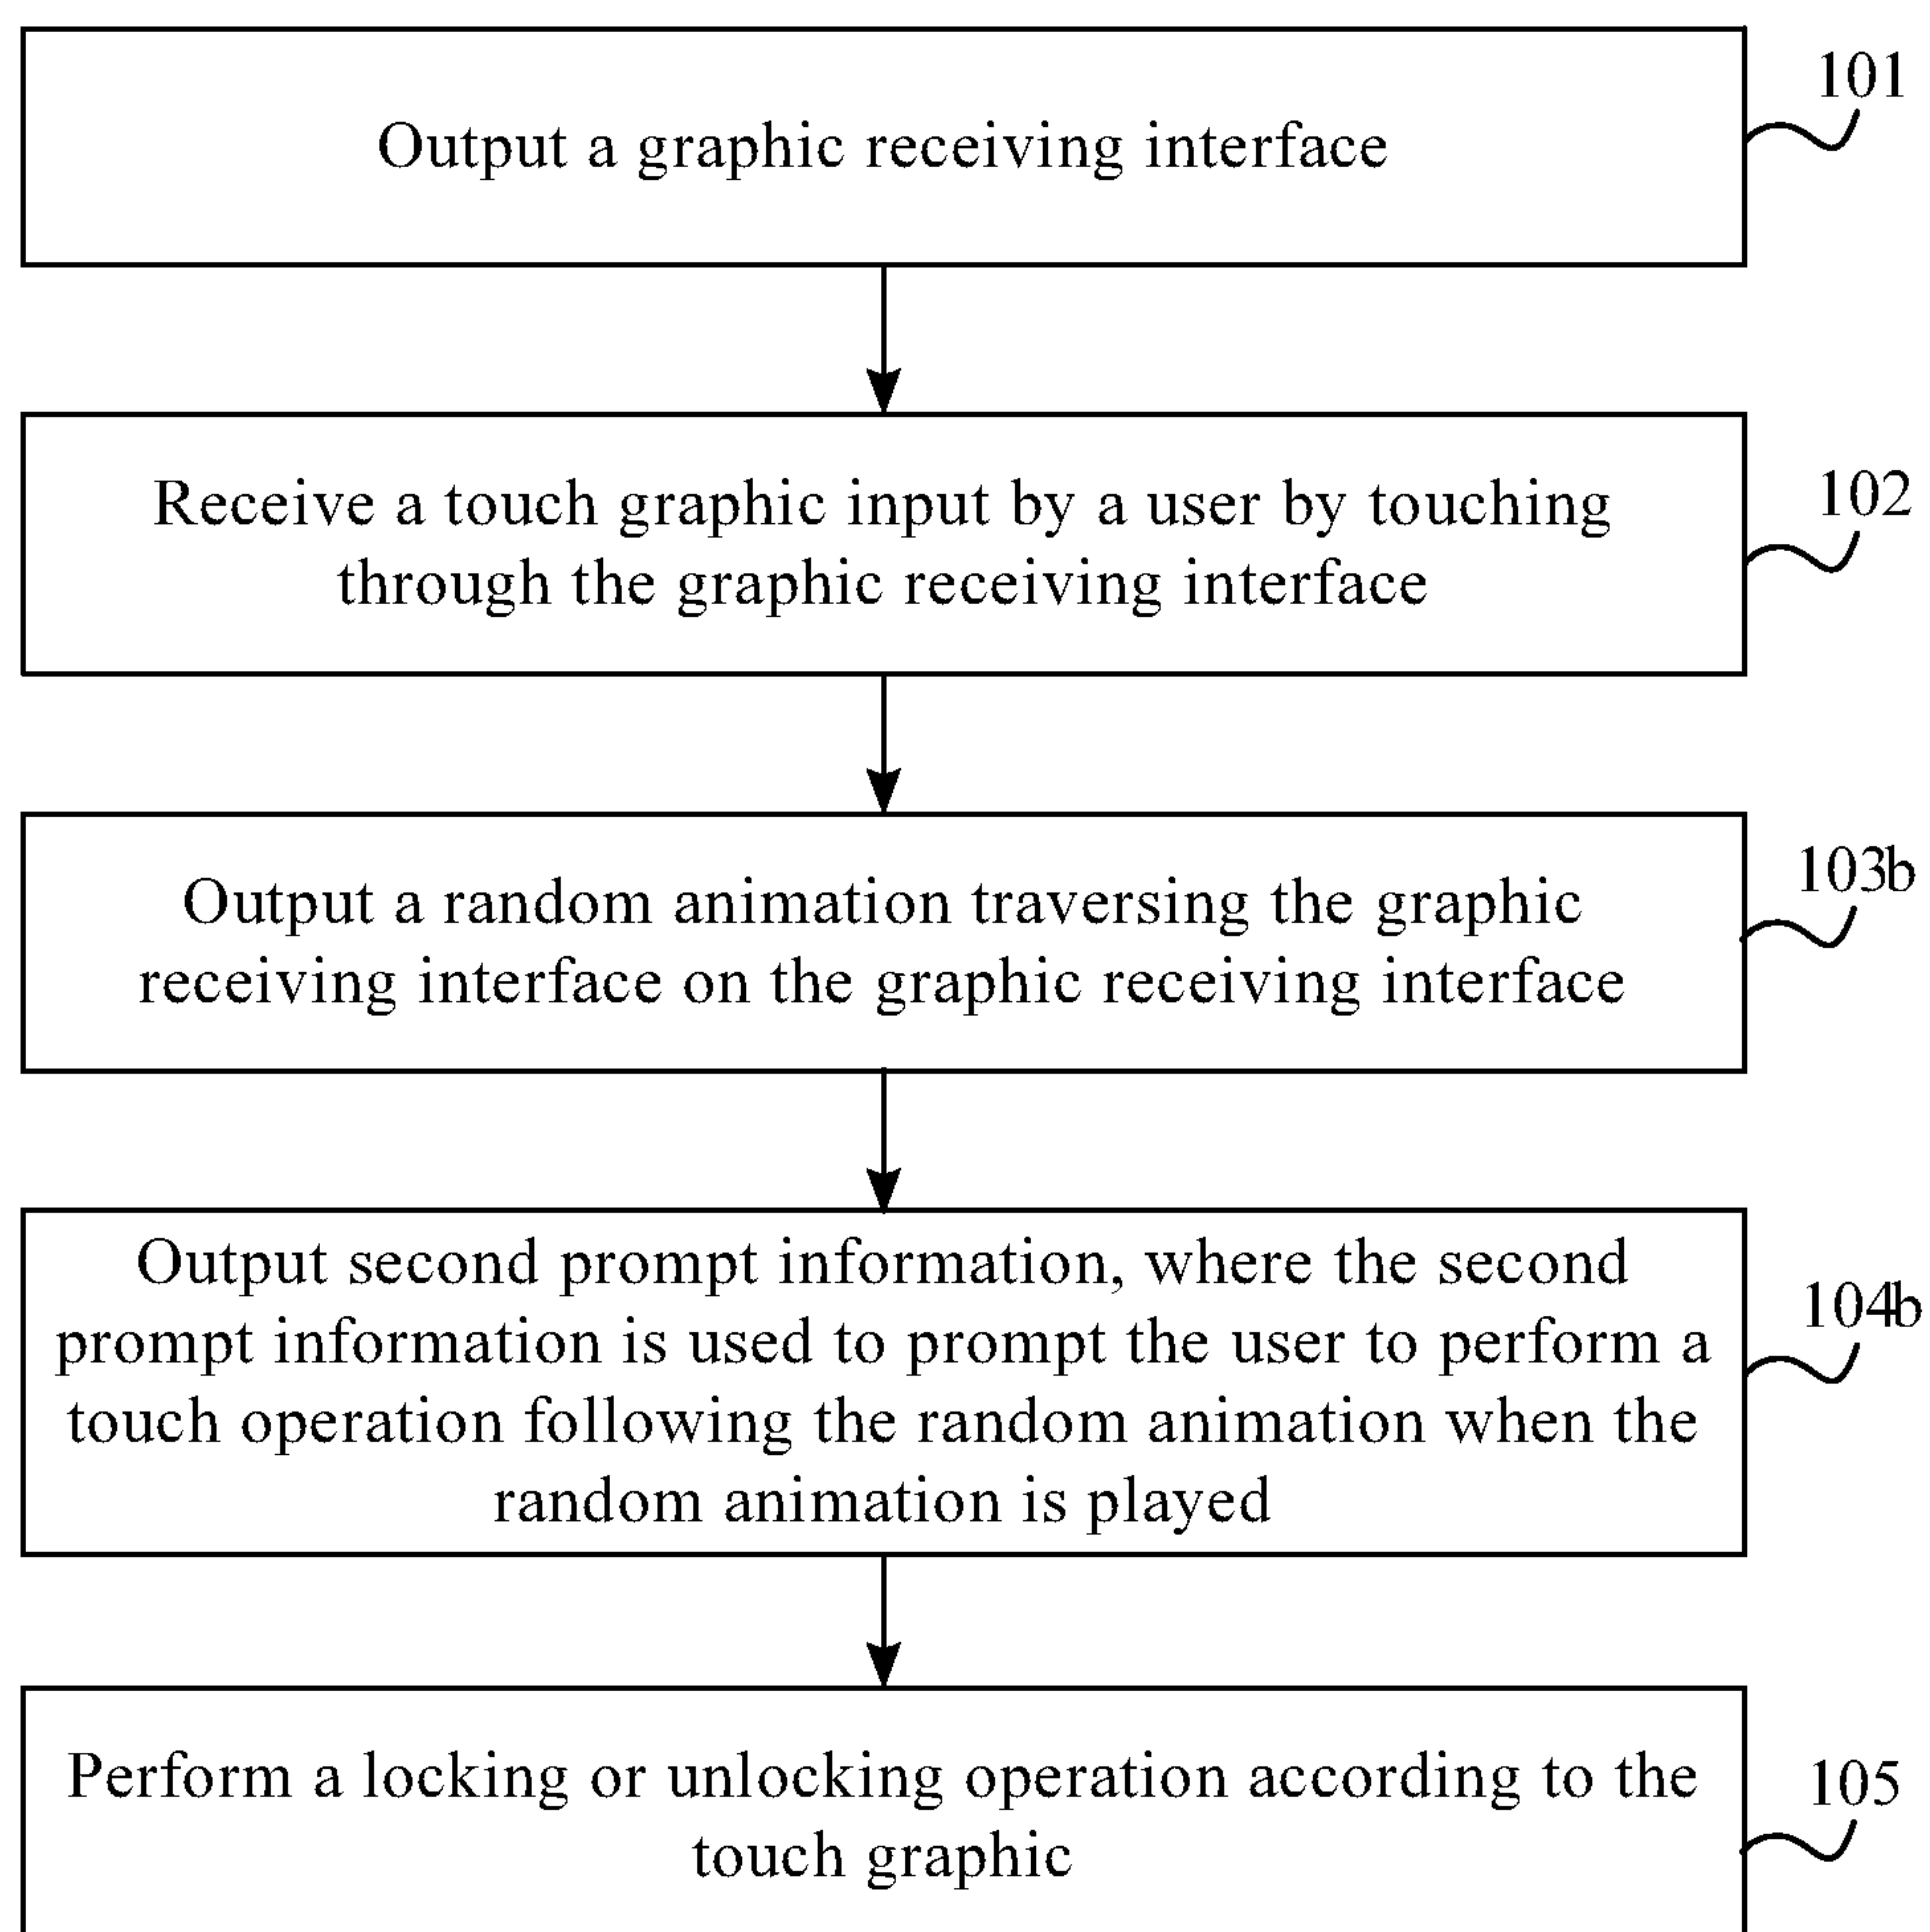 Output a graphic receiving interface
101
Receive a touch graphic input by a user by touching
through the graphic receiving interface
102
Output a random animation traversing the graphic
receiving interface on the graphic receiving interface
103b
Output second prompt information, where the second
prompt information is used to prompt the user to perform a
touch operation following the random animation when the
random animation is played
104b
Perform a locking or unlocking operation according to the
touch graphic
105